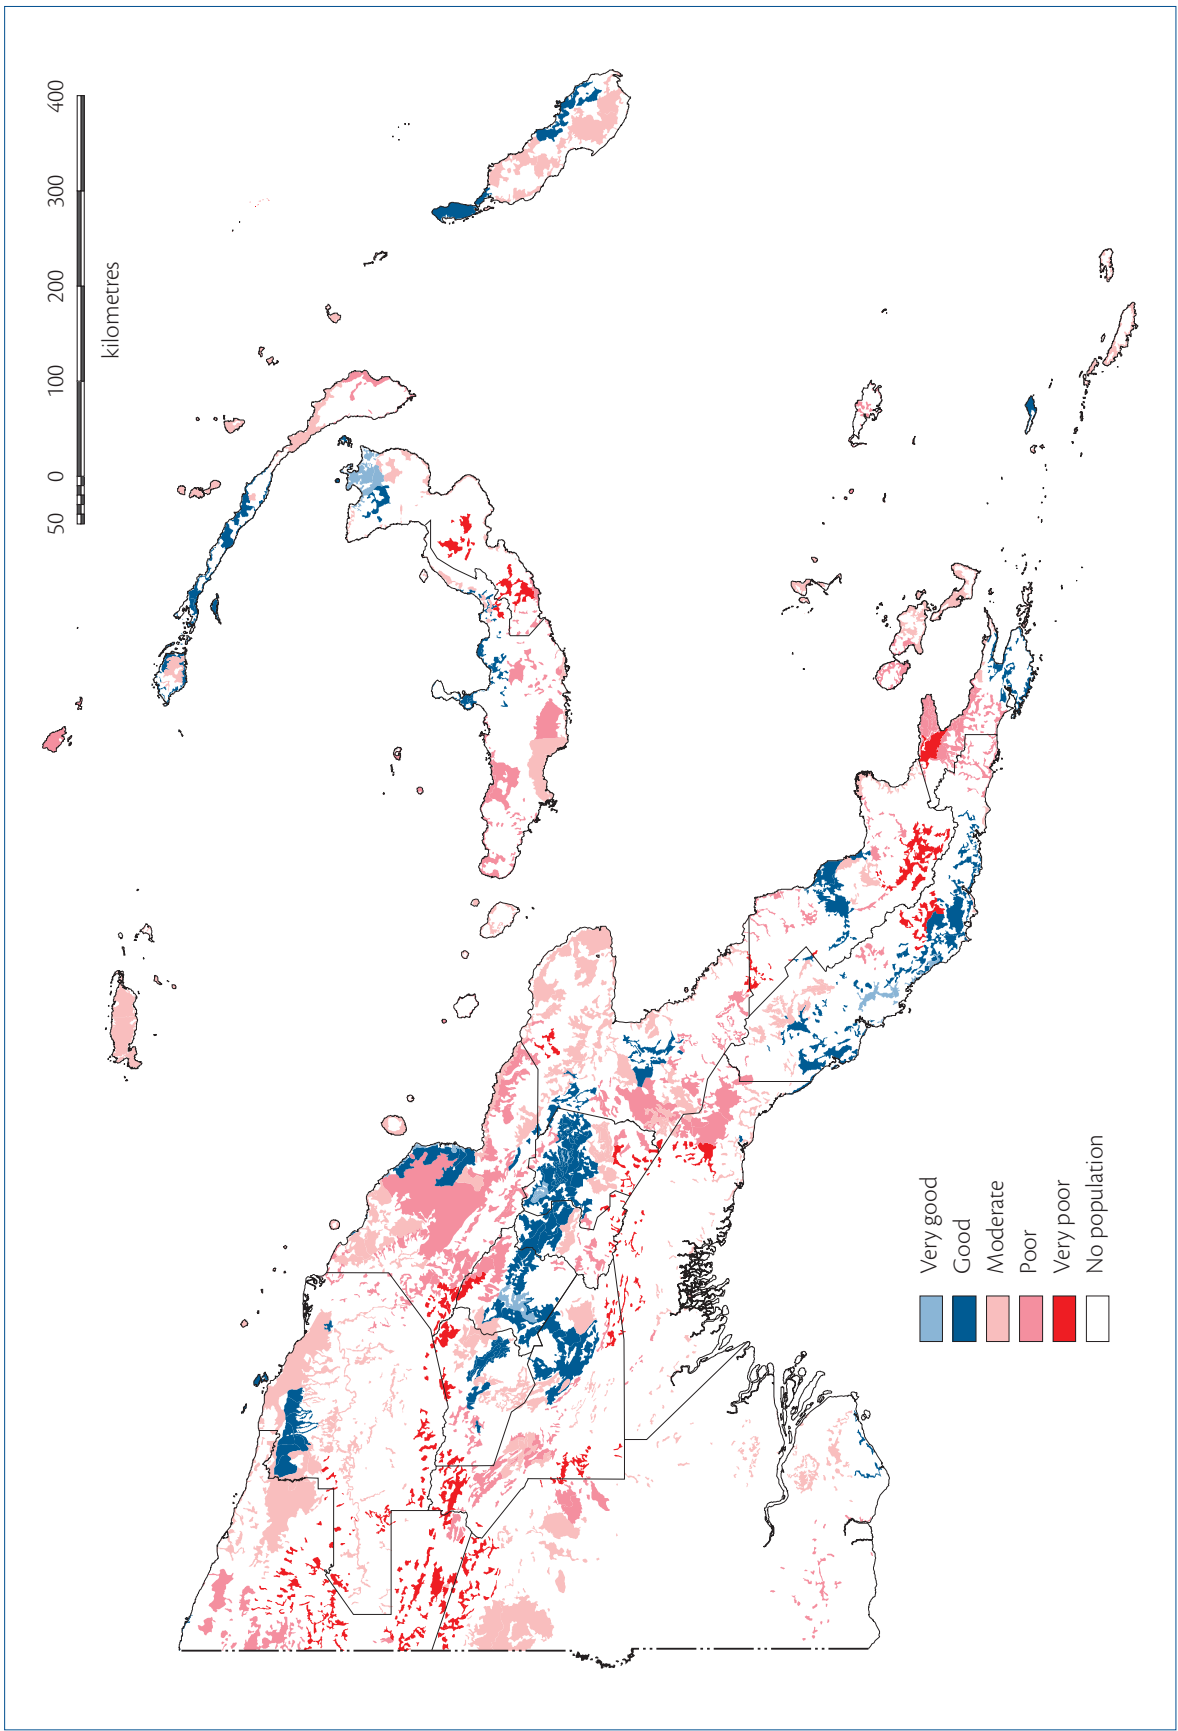 50 0 100 200 300 400
kilometres
Very good
Good
Moderate
Poor
Very poor
No population